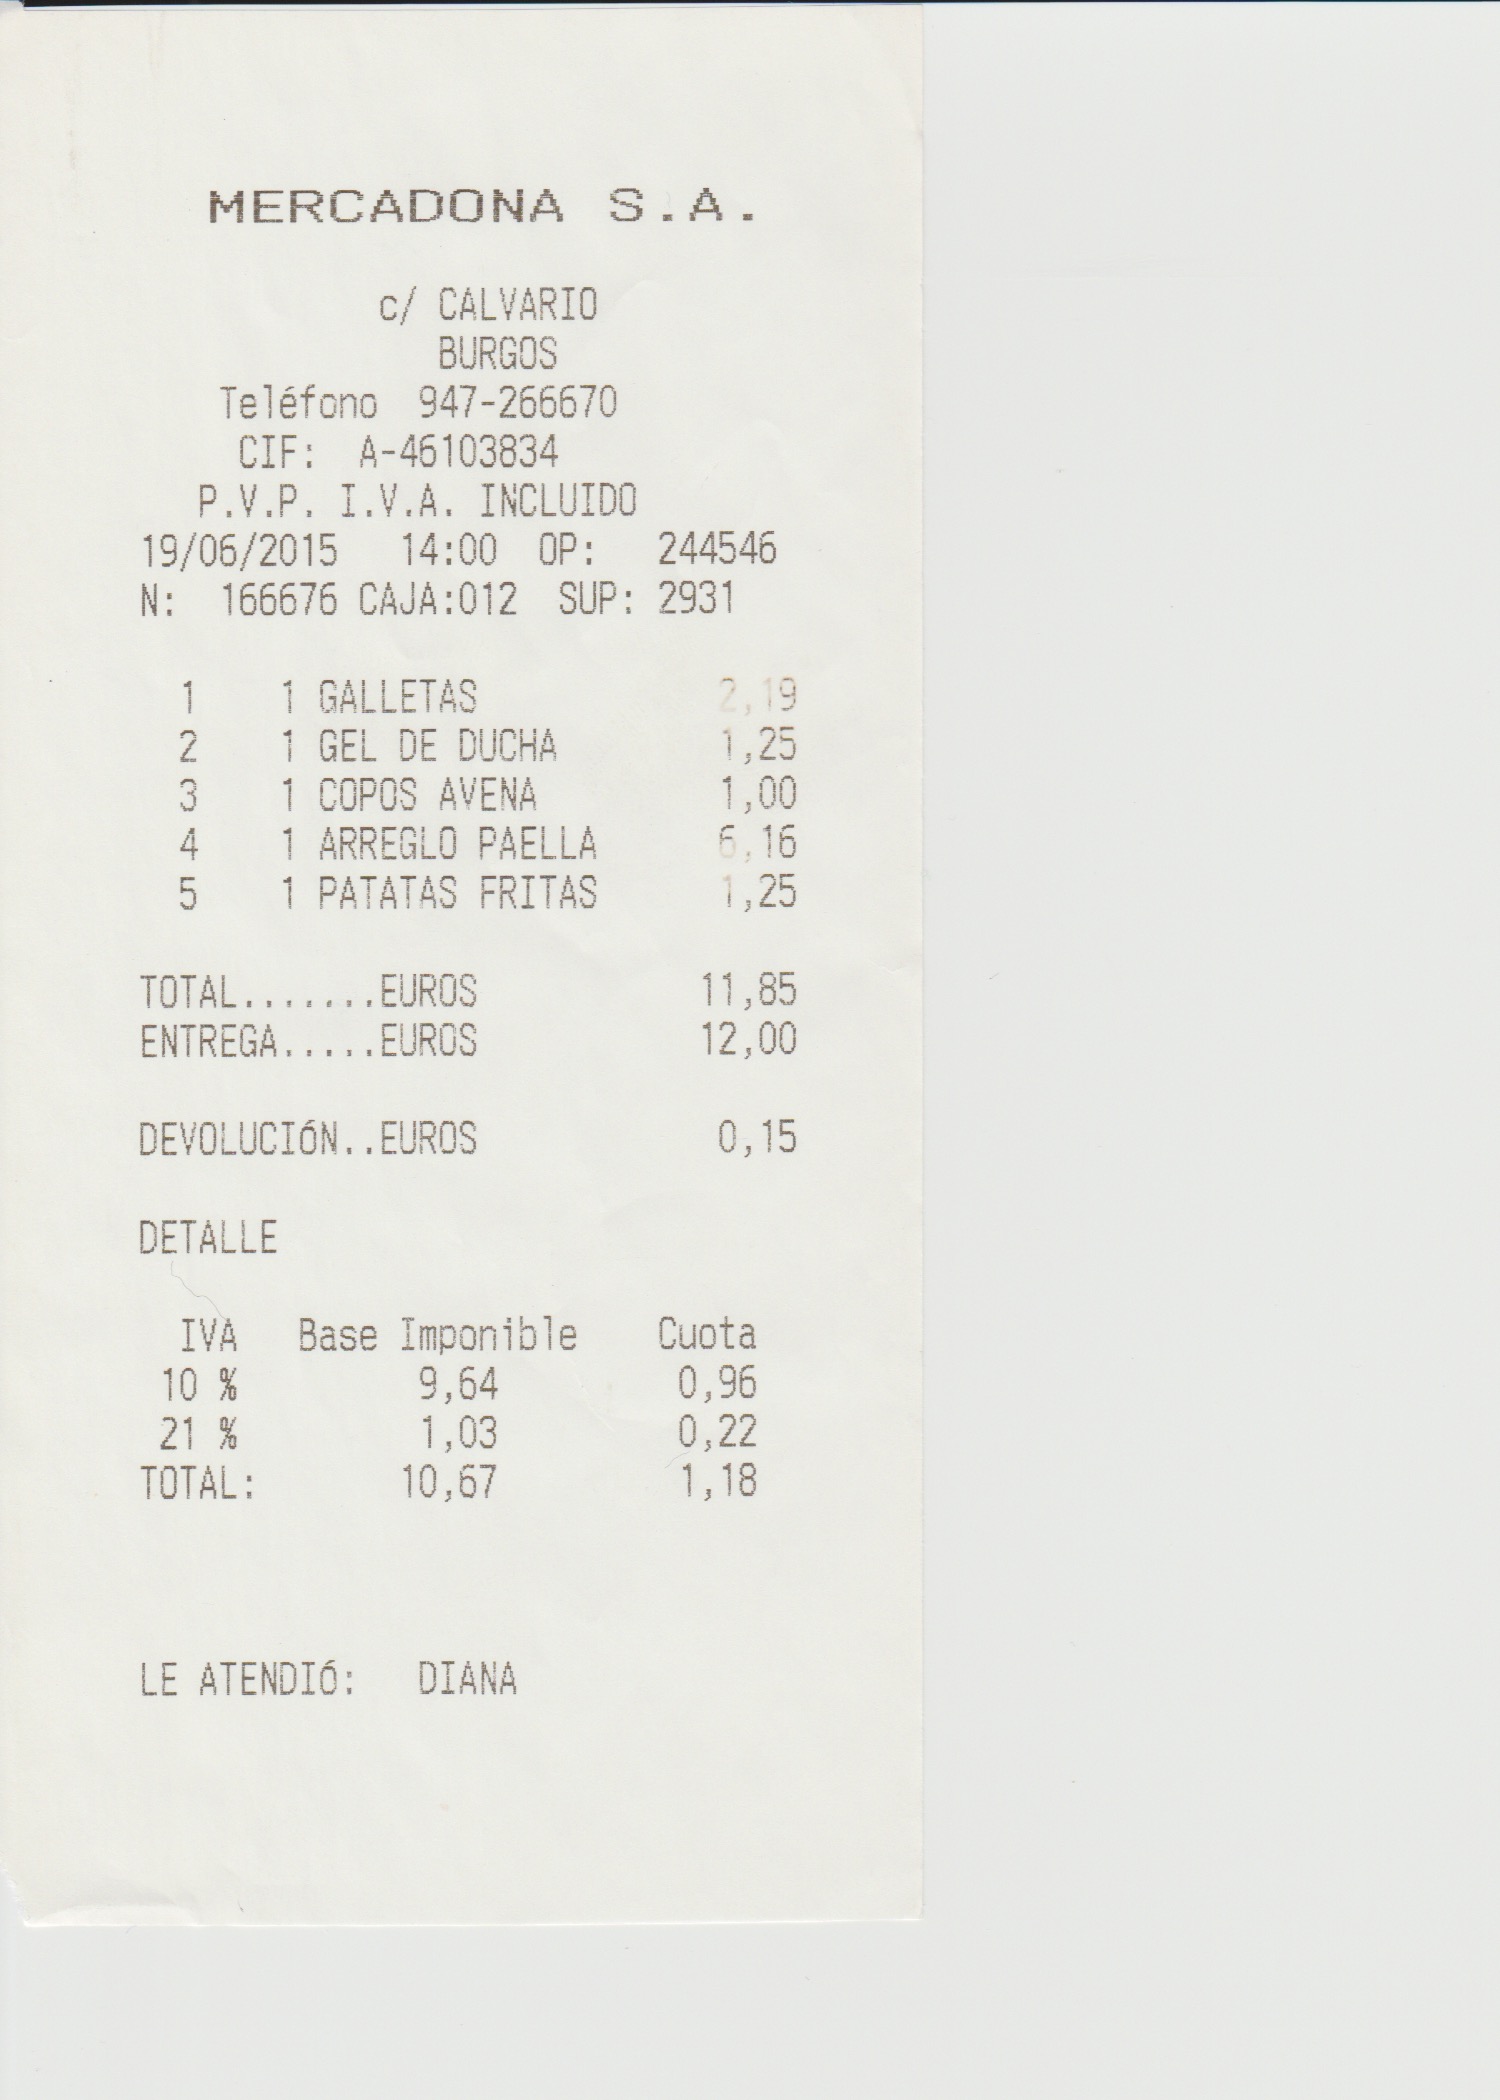 MERCADONA S.A.
c/ CALVARIO
BURGOS
Teléfono 947-266670
CIF: A-46103834
P.V.P. I.V.A. INCLUIDO
19/06/2015 14:00 OP: 244546
N: 166676 CAJA:012 SUP: 2931
1 1 GALLETAS 2,19
2 1 GEL DE DUCHA 1,25
3 1 COPOS AVENA 1,00
4 1 ARREGLO PAELLA 6,16
5 1 PATATAS FRITAS 1,25
TOTAL.......EUROS 11,85
ENTREGA.....EUROS 12,00
DEVOLUCIÓN..EUROS 0,15
DETALLE
IVA Base Imponible Cuota
10 % 9,64 0,96
21 % 1,03 0,22
TOTAL: 10,67 1,18
LE ATENDIÓ: DIANA